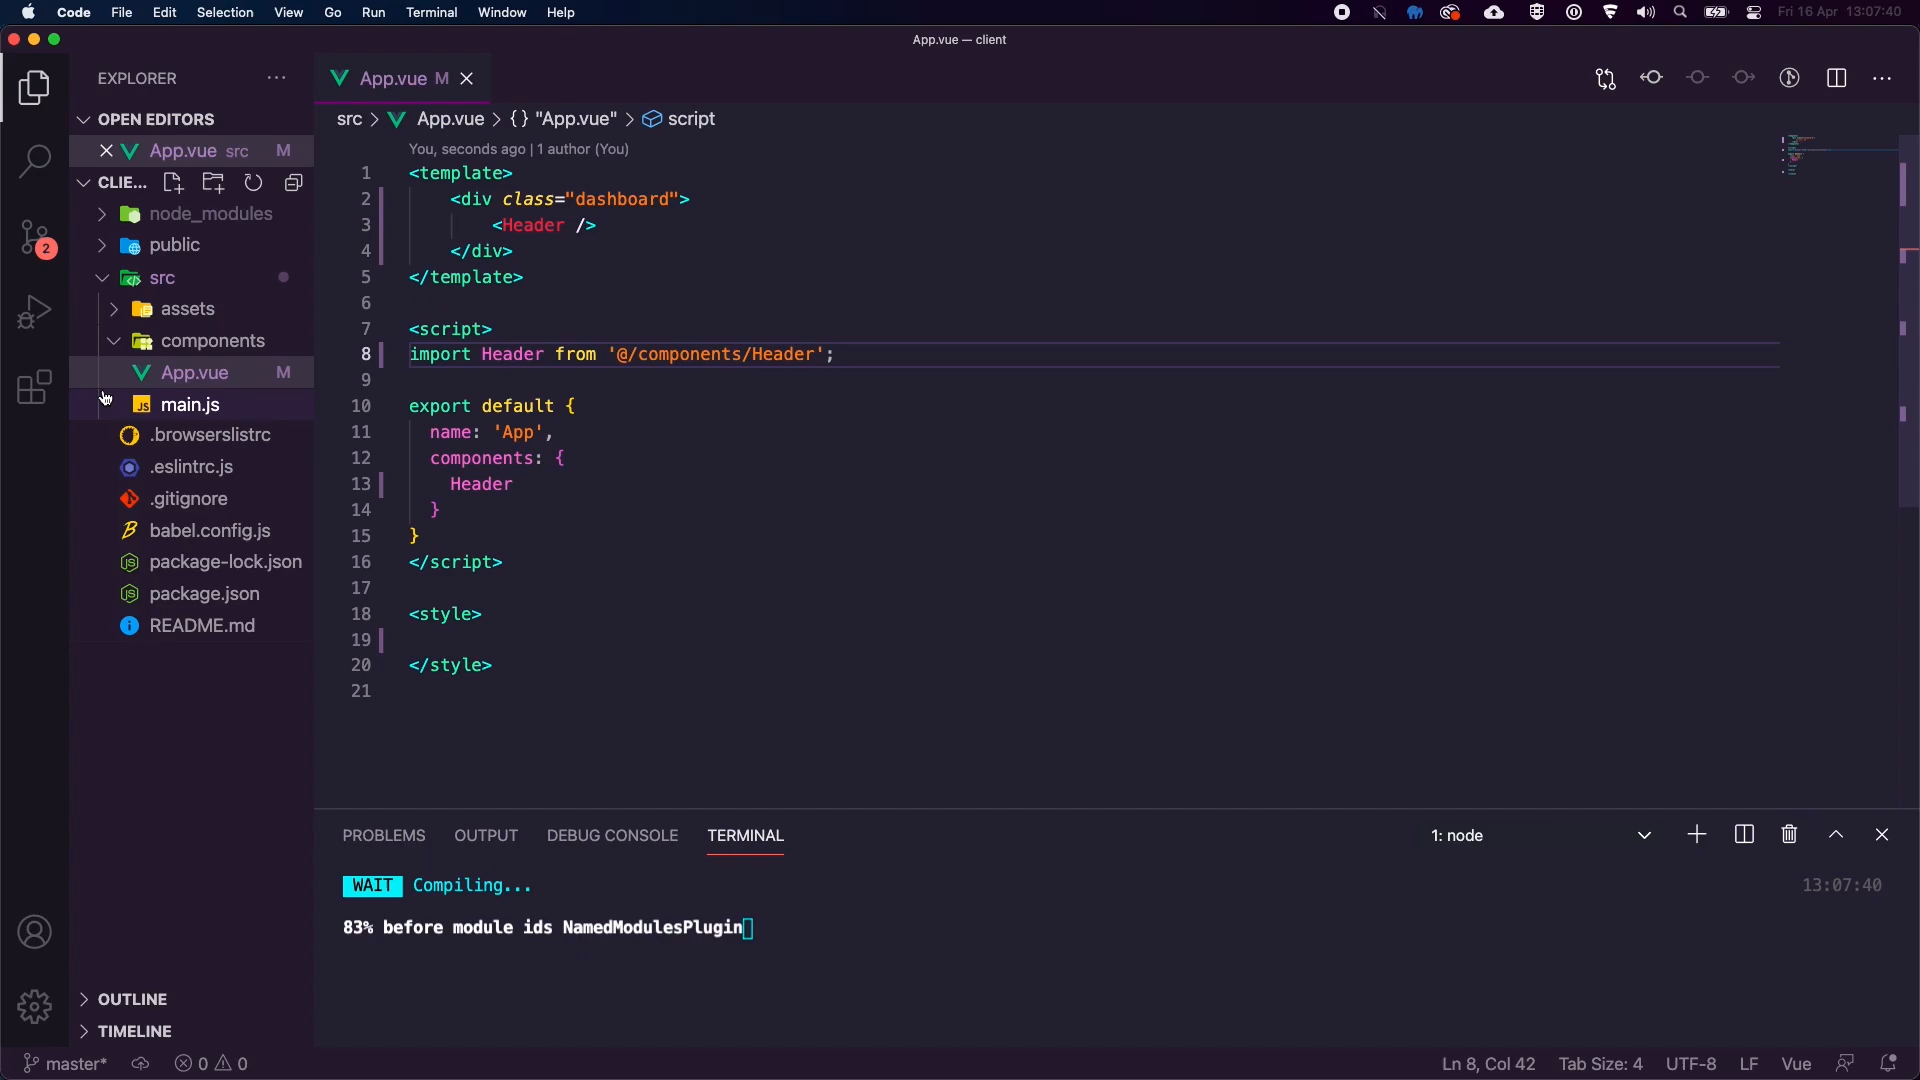 Code File Edit Selection View Go Run Terminal Window Help Fri 16 Apr 13:07:40
App.vue — client
EXPLORER
OPEN EDITORS
App.vue src M
CLIE...
node_modules
public
src
assets
components
App.vue M
JS main.js
.browserslistrc
.eslintrc.js
.gitignore
babel.config.js
package-lock.json
package.json
README.md
OUTLINE
TIMELINE
2
App.vue M
src > App.vue > {} "App.vue" > script
You, seconds ago | 1 author (You)
1 <template>
2 <div class="dashboard">
3 <Header />
4 </div>
5 </template>
6
7 <script>
8 import Header from '@/components/Header';
9
10 export default {
11 name: 'App',
12 components: {
13 Header
14 }
15 }
16 </script>
17
18 <style>
19
20 </style>
21
PROBLEMS OUTPUT DEBUG CONSOLE TERMINAL 1: node
WAIT Compiling... 13:07:40
83% before module ids NamedModulesPlugin
master* 0 0 Ln 8, Col 42 Tab Size: 4 UTF-8 LF Vue